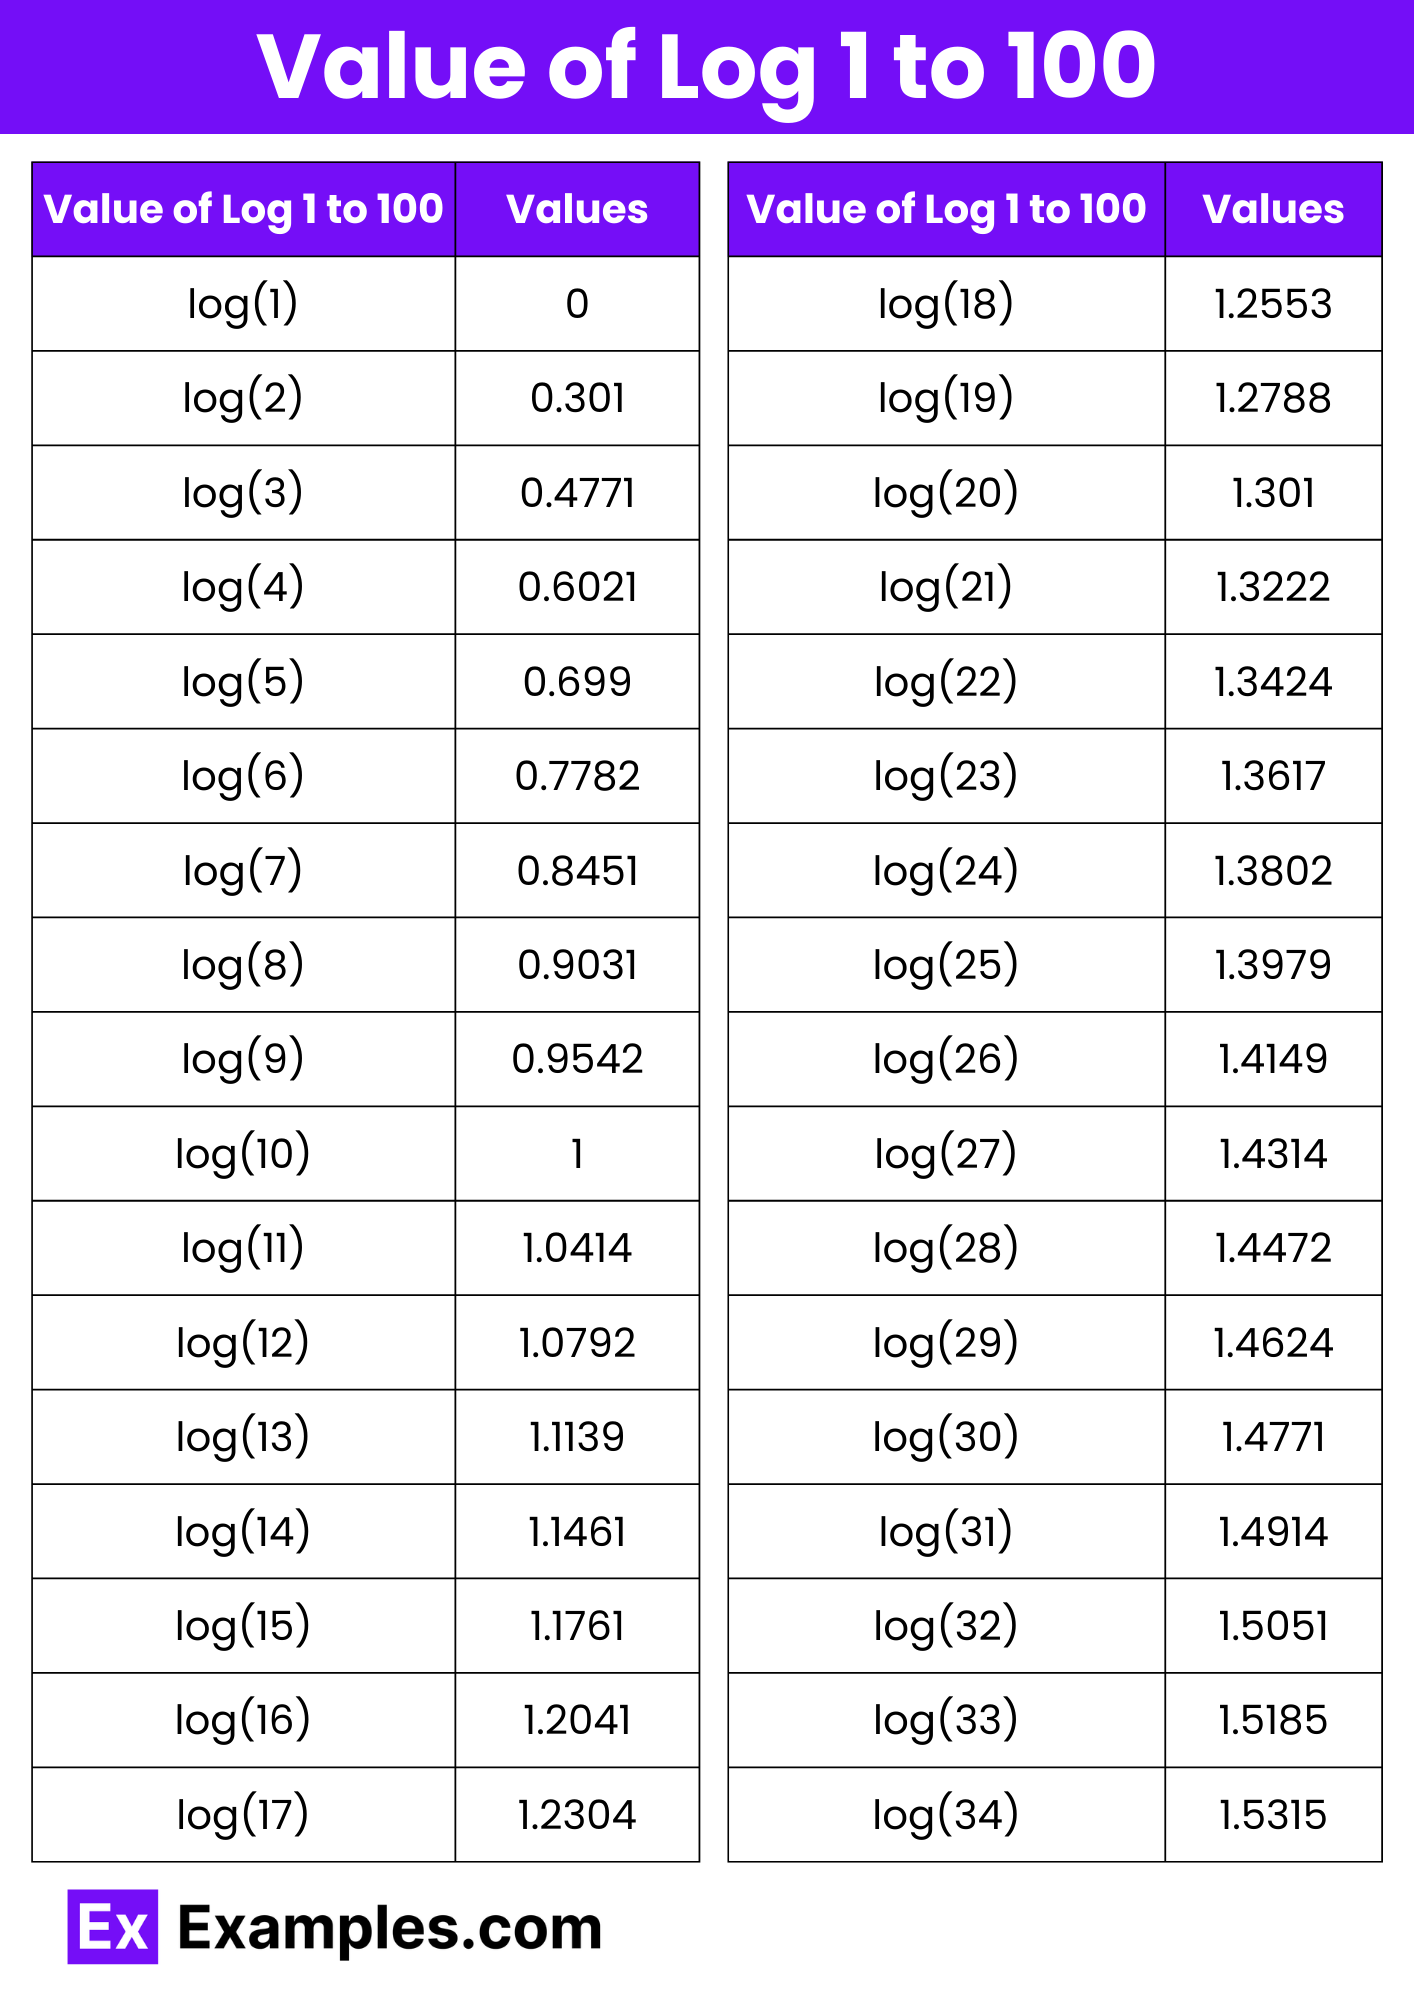 Value of Log 1 to 100
Value of Log 1 to 100 Values
log(1) 0
log(2) 0.301
log(3) 0.4771
log(4) 0.6021
log(5) 0.699
log(6) 0.7782
log(7) 0.8451
log(8) 0.9031
log(9) 0.9542
log(10) 1
log(11) 1.0414
log(12) 1.0792
log(13) 1.1139
log(14) 1.1461
log(15) 1.1761
log(16) 1.2041
log(17) 1.2304
Value of Log 1 to 100 Values
log(18) 1.2553
log(19) 1.2788
log(20) 1.301
log(21) 1.3222
log(22) 1.3424
log(23) 1.3617
log(24) 1.3802
log(25) 1.3979
log(26) 1.4149
log(27) 1.4314
log(28) 1.4472
log(29) 1.4624
log(30) 1.4771
log(31) 1.4914
log(32) 1.5051
log(33) 1.5185
log(34) 1.5315
Ex Examples.com